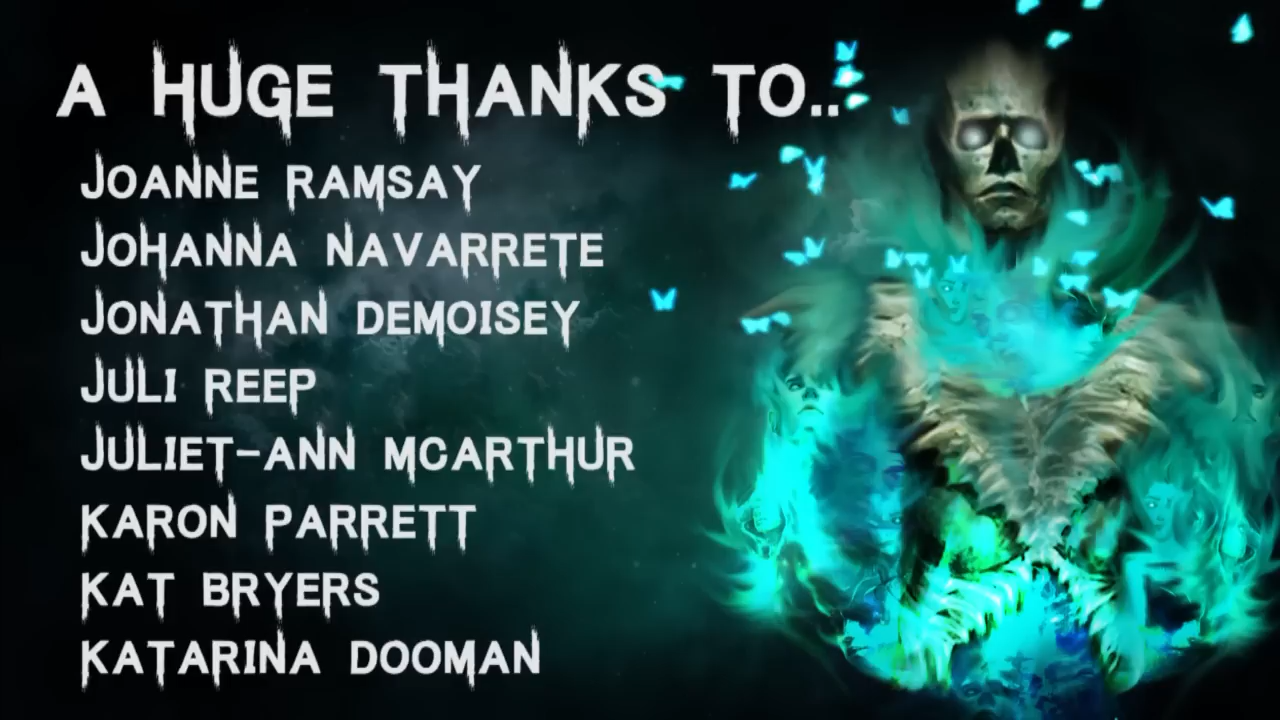 A HUGE THANKS TO..
JOANNE RAMSAY
JOHANNA NAVARRETE
JONATHAN DEMOISEY
JULI REEP
JULIET-ANN MCARTHUR
KARON PARRETT
KAT BRYERS
KATARINA DOOMAN